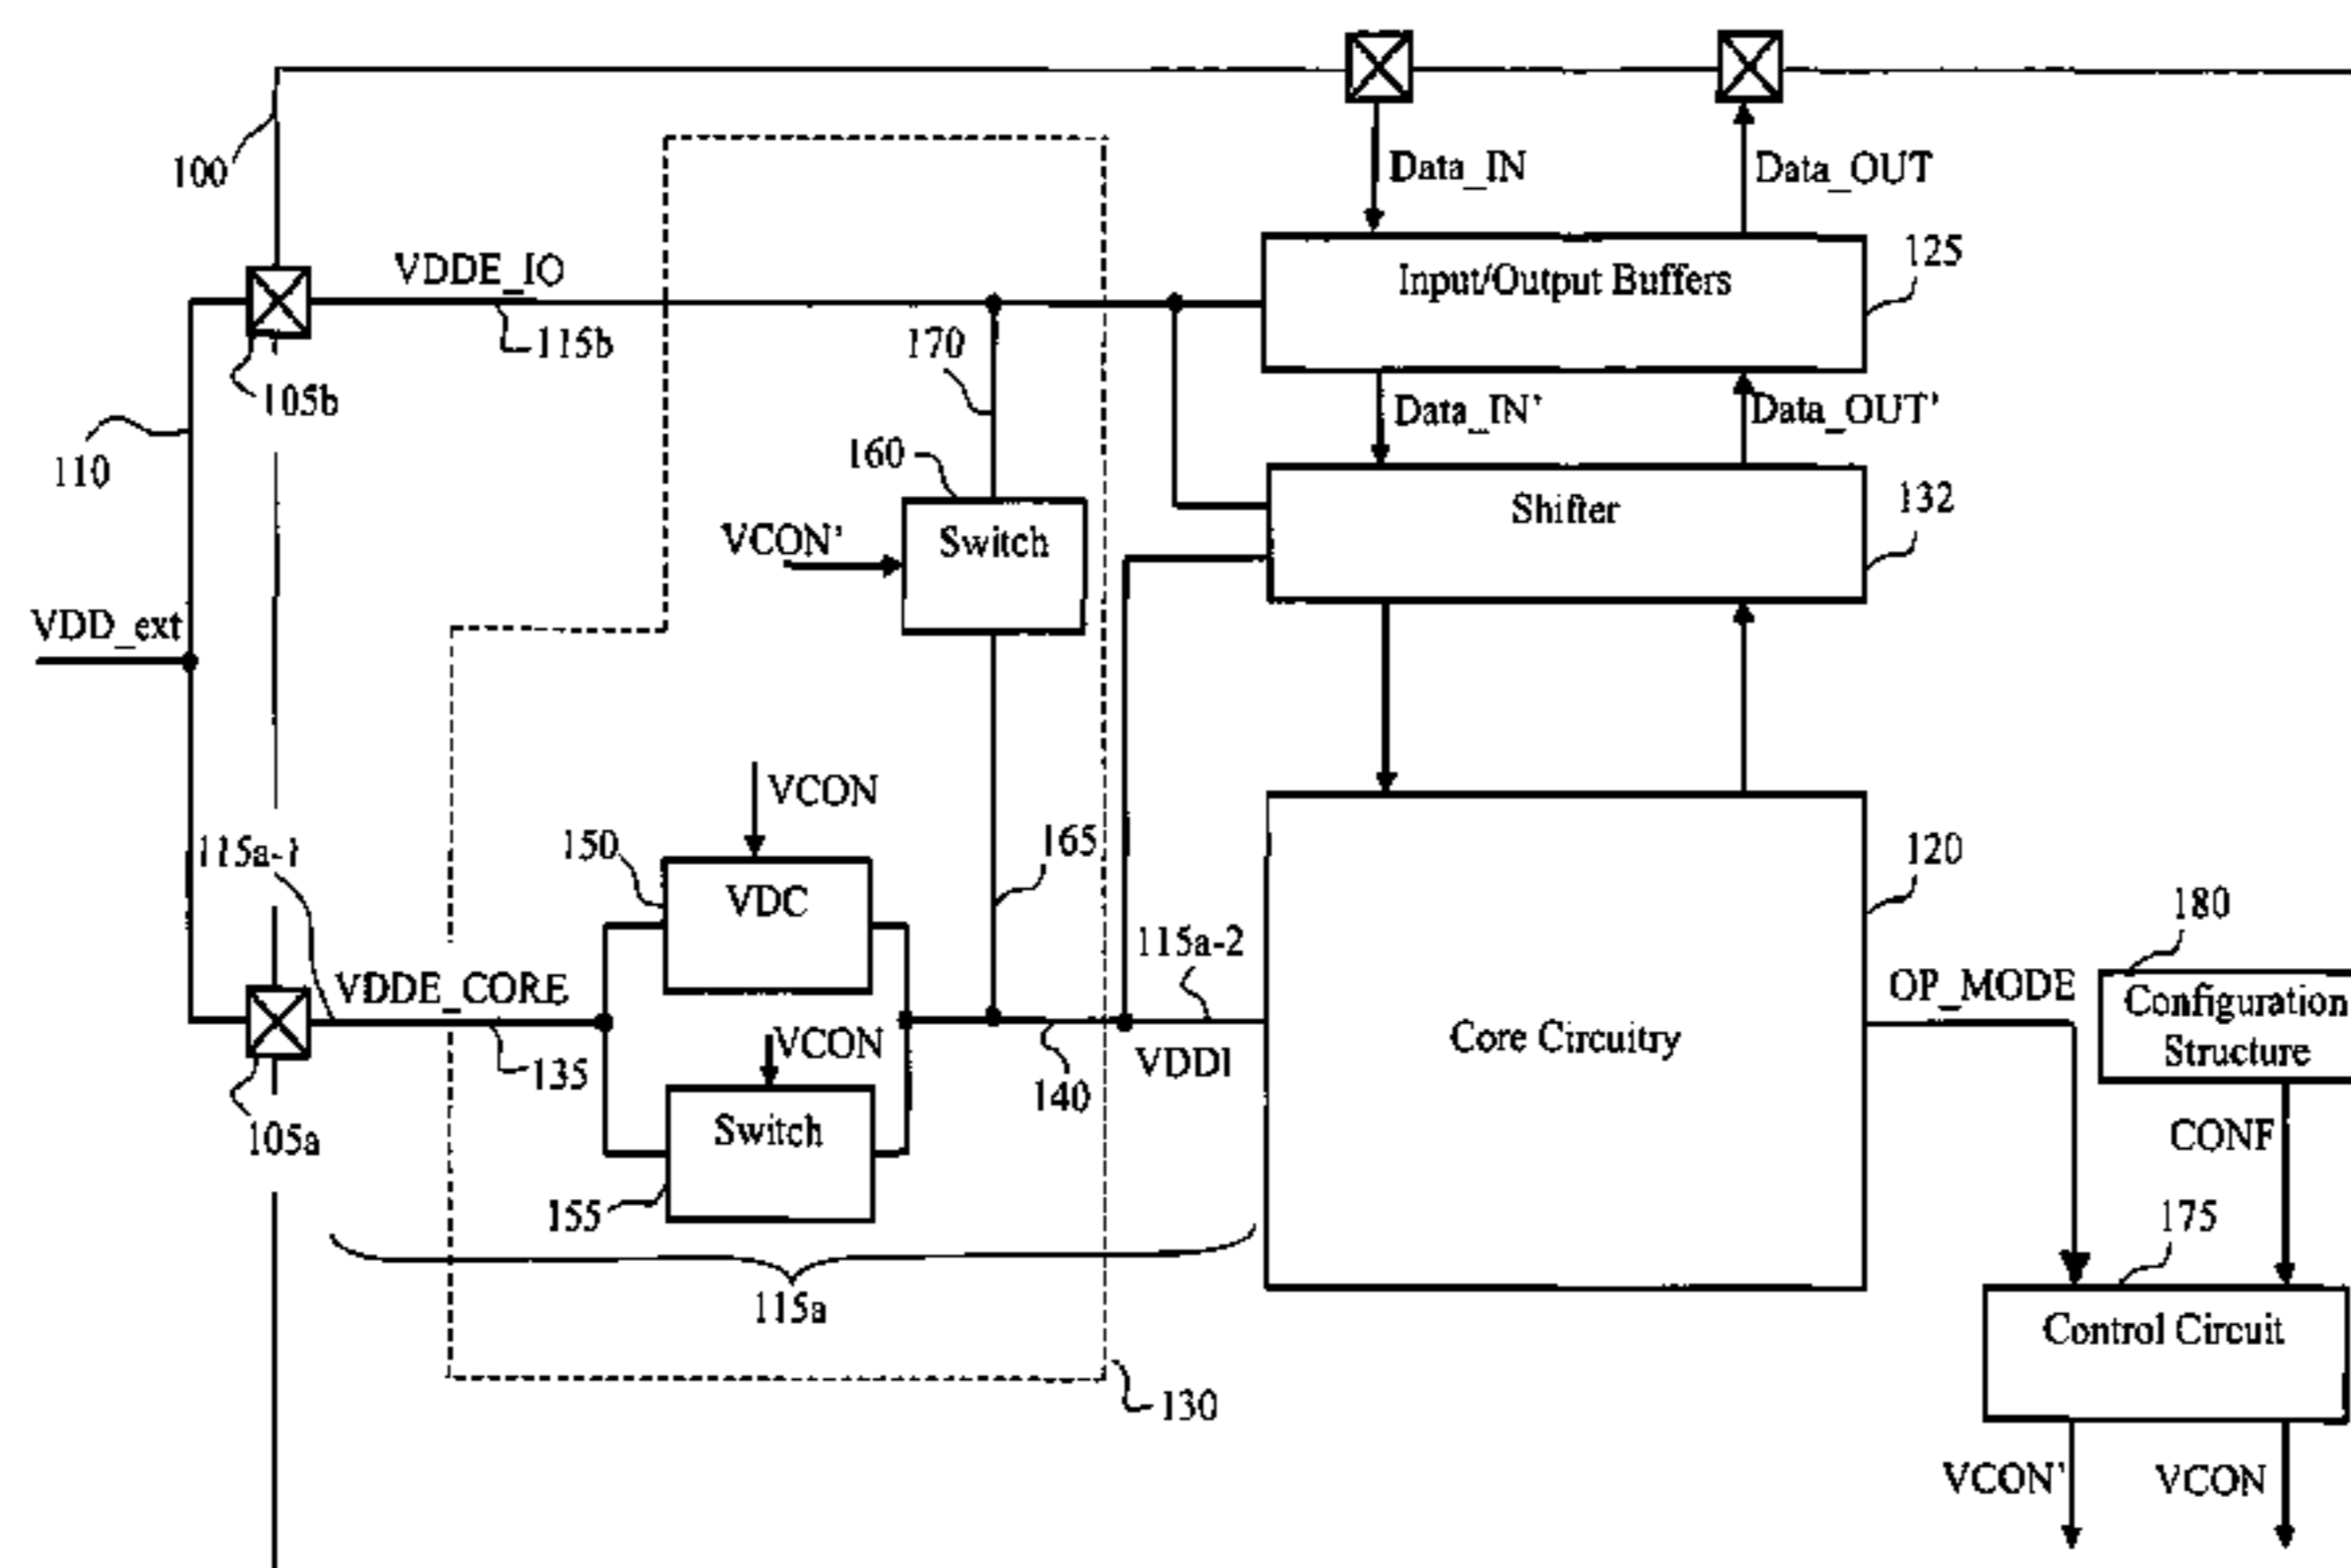 100
Data_IN
Data_OUT
VDDE_IO
Input/Output Buffers
125
115b
170
105b
Data_IN'
Data_OUT'
110
160
Shifter
132
VCON'
Switch
VDD_ext
VCON
150
VDC
165
115a-1
120
115a-2
180
VDDE_CORE
OP_MODE
Configuration
Structure
VCON
135
140
VDDI
Core Circuitry
Switch
105a
CONF
155
175
115a
Control Circuit
130
VCON'
VCON